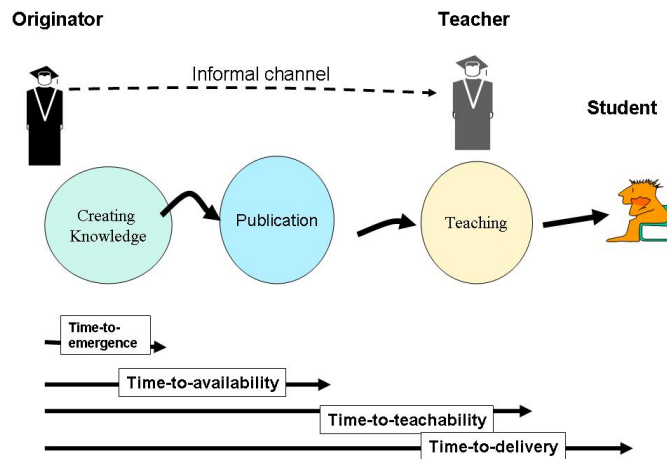 Originator
Teacher
Informal channel
Student
Creating
Knowledge
Publication
Teaching
Time-to-
emergence
Time-to-availability
Time-to-teachability
Time-to-delivery